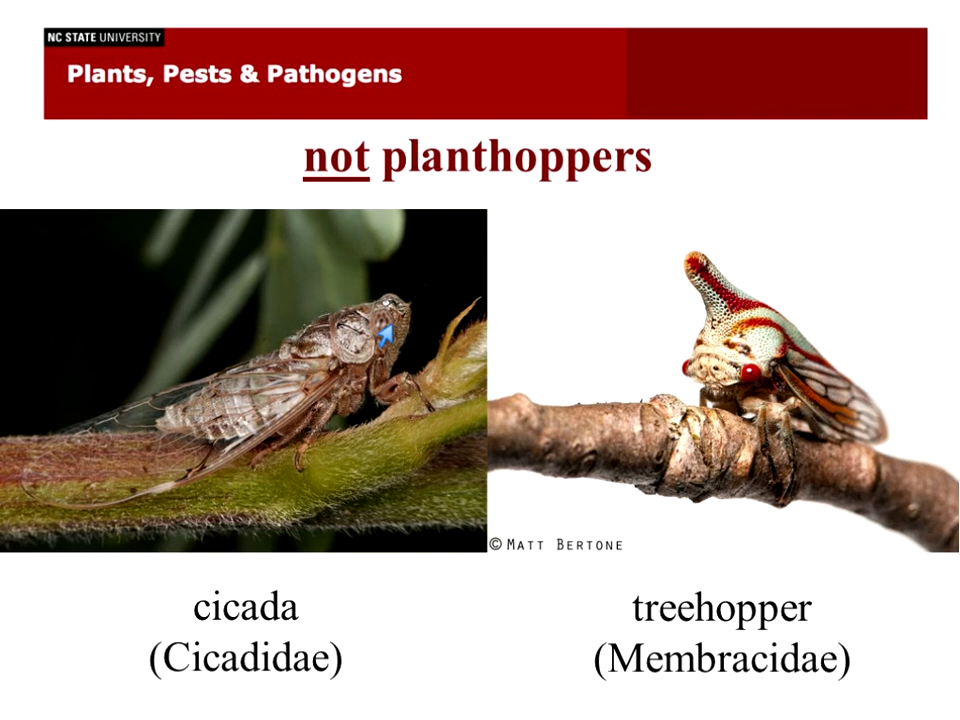 NC STATE UNIVERSITY
Plants, Pests & Pathogens
not planthoppers
© MATT BERTONE
cicada
(Cicadidae)
treehopper
(Membracidae)